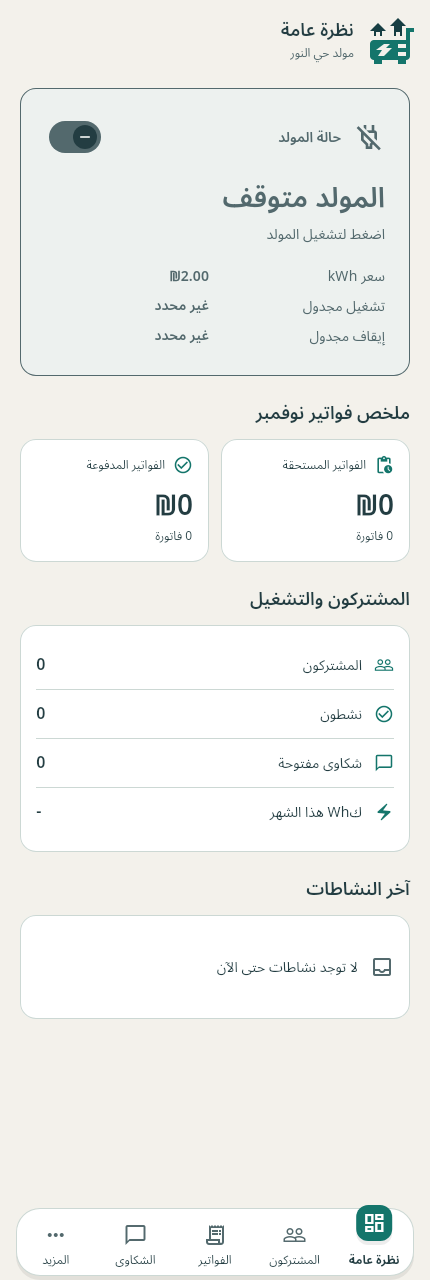 نظرة عامة
مولد حي النور
حالة المولد
المولد متوقف
اضغط لتشغيل المولد
سعر kWh ₪2.00
تشغيل مجدول غير محدد
إيقاف مجدول غير محدد
ملخص فواتير نوفمبر
الفواتير المستحقة
₪0
0 فاتورة
الفواتير المدفوعة
₪0
0 فاتورة
المشتركون والتشغيل
المشتركون 0
نشطون 0
شكاوى مفتوحة 0
كWh هذا الشهر -
آخر النشاطات
لا توجد نشاطات حتى الآن
نظرة عامة
المشتركون
الفواتير
الشكاوى
المزيد